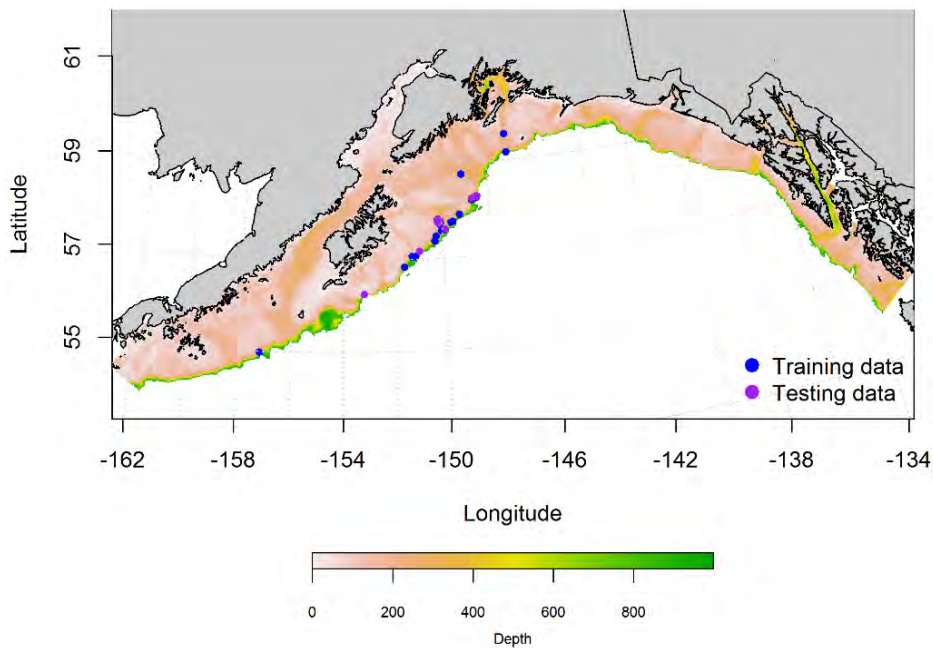 61
59
57
55
Latitude
Training data
Testing data
-162 -158 -154 -150 -146 -142 -138 -134
Longitude
0 200 400 600 800
Depth